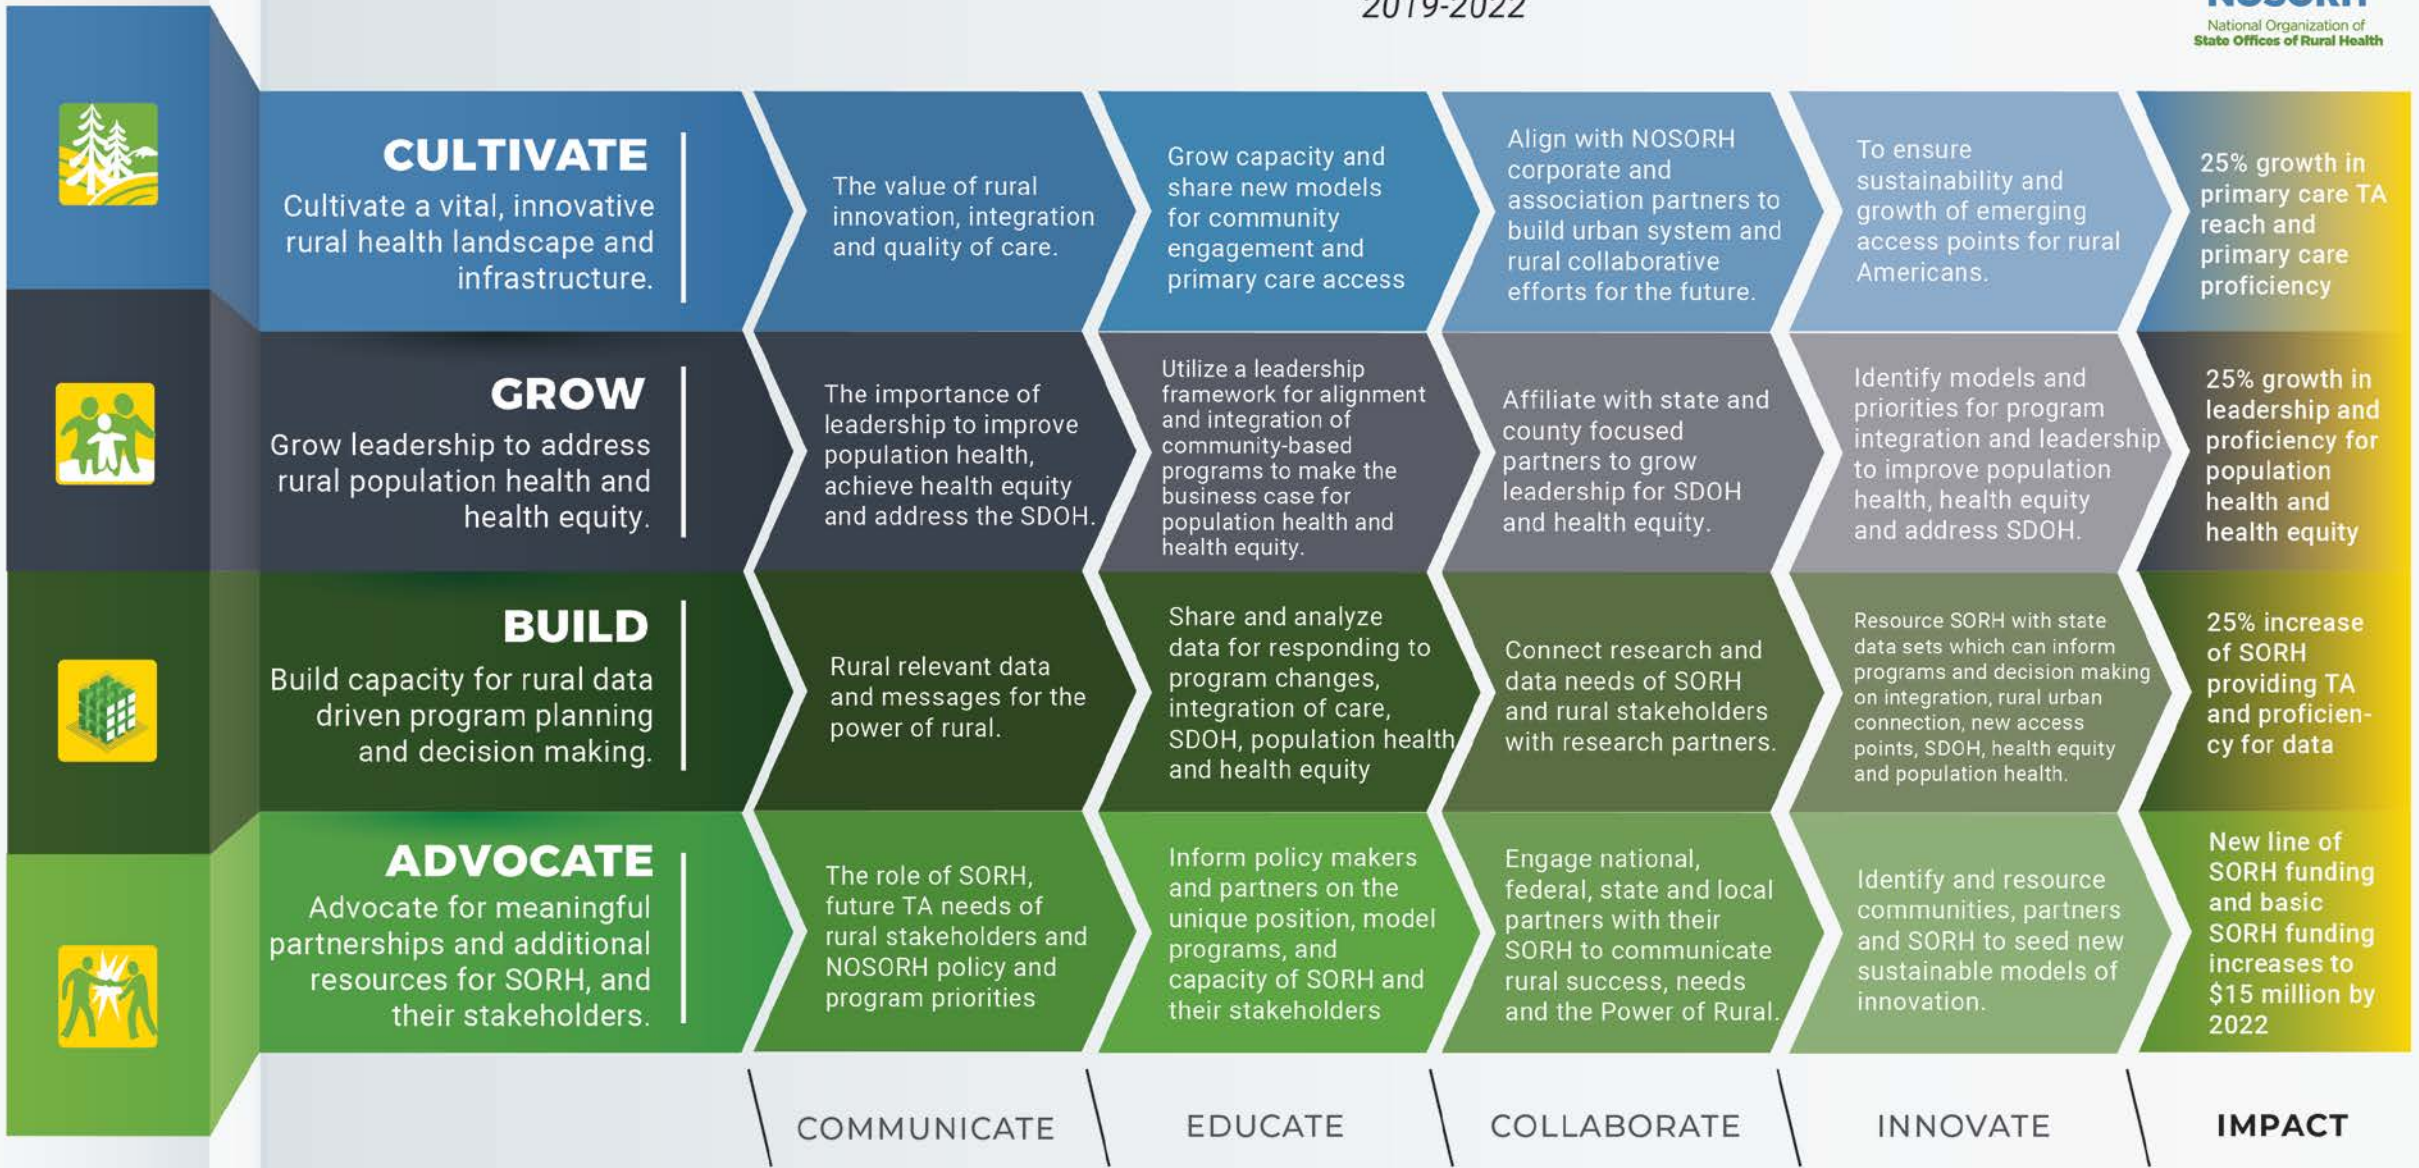 2019-2022
NOSORH
National Organization of
State Offices of Rural Health
CULTIVATE
Cultivate a vital, innovative
rural health landscape and
infrastructure.
The value of rural
innovation, integration
and quality of care.
Grow capacity and
share new models
for community
engagement and
primary care access
Align with NOSORH
corporate and
association partners to
build urban system and
rural collaborative
efforts for the future.
To ensure
sustainability and
growth of emerging
access points for rural
Americans.
25% growth in
primary care TA
reach and
primary care
proficiency
GROW
Grow leadership to address
rural population health and
health equity.
The importance of
leadership to improve
population health,
achieve health equity
and address the SDOH.
Utilize a leadership
framework for alignment
and integration of
community-based
programs to make the
business case for
population health and
health equity.
Affiliate with state and
county focused
partners to grow
leadership for SDOH
and health equity.
Identify models and
priorities for program
integration and leadership
to improve population
health, health equity
and address SDOH.
25% growth in
leadership and
proficiency for
population
health and
health equity
BUILD
Build capacity for rural data
driven program planning
and decision making.
Rural relevant data
and messages for the
power of rural.
Share and analyze
data for responding to
program changes,
integration of care,
SDOH, population health
and health equity
Connect research and
data needs of SORH
and rural stakeholders
with research partners.
Resource SORH with state
data sets which can inform
programs and decision making
on integration, rural urban
connection, new access
points, SDOH, health equity
and population health.
25% increase
of SORH
providing TA
and proficien-
cy for data
ADVOCATE
Advocate for meaningful
partnerships and additional
resources for SORH, and
their stakeholders.
The role of SORH,
future TA needs of
rural stakeholders and
NOSORH policy and
program priorities
Inform policy makers
and partners on the
unique position, model
programs, and
capacity of SORH and
their stakeholders
Engage national,
federal, state and local
partners with their
SORH to communicate
rural success, needs
and the Power of Rural.
Identify and resource
communities, partners
and SORH to seed new
sustainable models of
innovation.
New line of
SORH funding
and basic
SORH funding
increases to
$15 million by
2022
COMMUNICATE
EDUCATE
COLLABORATE
INNOVATE
IMPACT